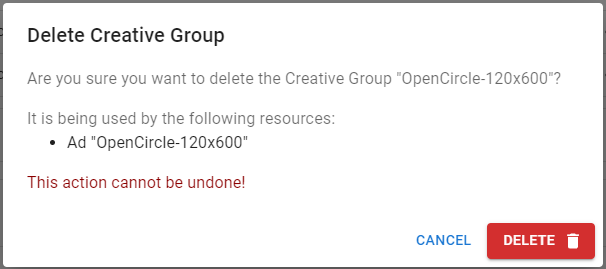 Delete Creative Group
Are you sure you want to delete the Creative Group "OpenCircle-120x600"?
It is being used by the following resources:
• Ad "OpenCircle-120x600"
This action cannot be undone!
CANCEL
DELETE